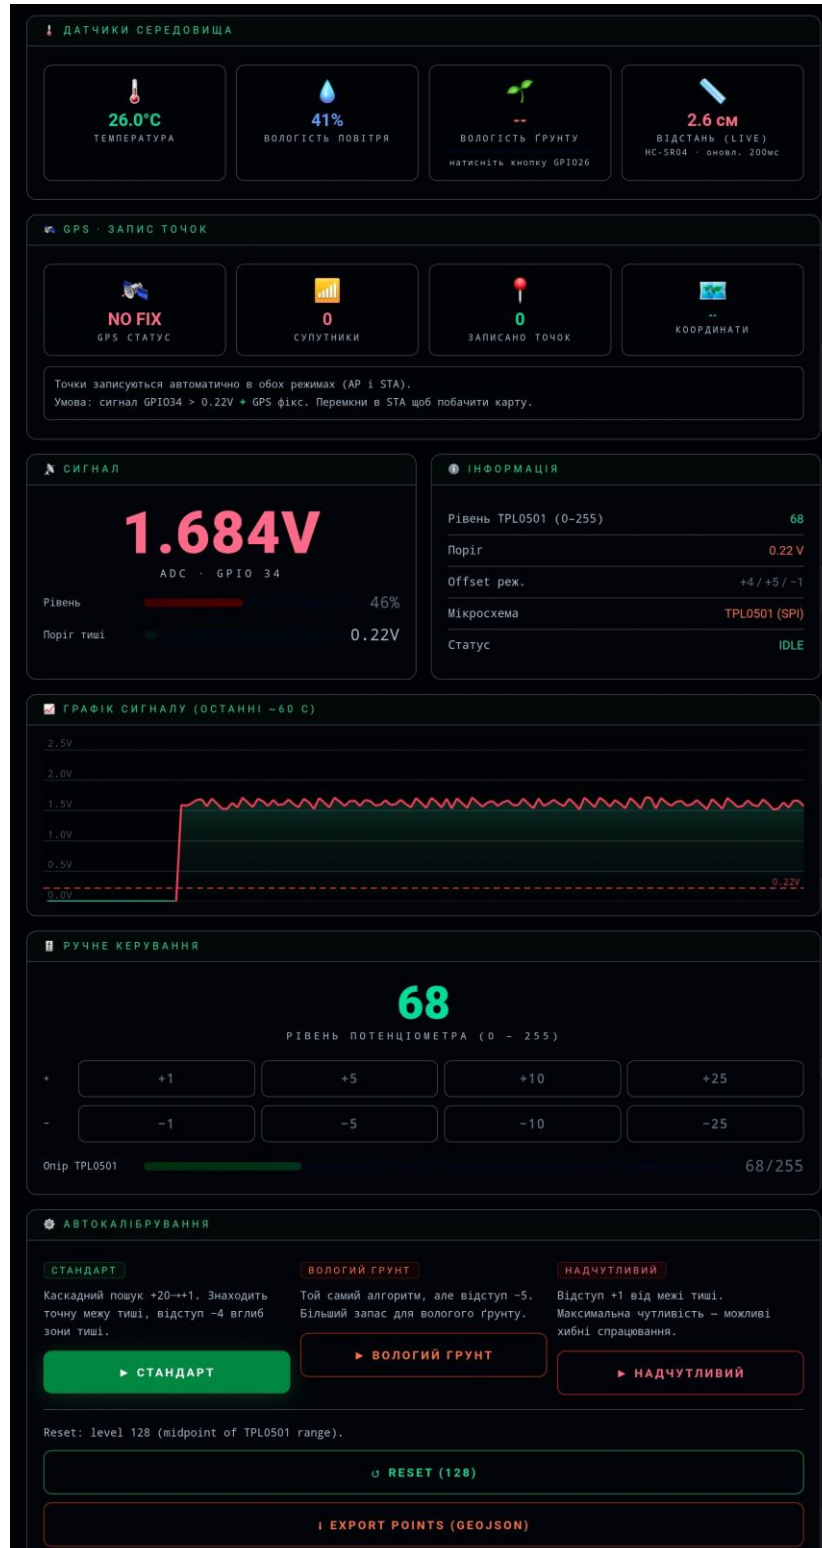 ДАТЧИКИ СЕРЕДОВИЩА
26.0°C
ТЕМПЕРАТУРА
41%
ВОЛОГІСТЬ ПОВІТРЯ
--
ВОЛОГІСТЬ ҐРУНТУ
натисніть кнопку GPIO26
2.6 см
ВІДСТАНЬ (LIVE)
HC-SR04 · оновл. 200мс
GPS · ЗАПИС ТОЧОК
NO FIX
GPS СТАТУС
0
СУПУТНИКИ
0
ЗАПИСАНО ТОЧОК
--
КООРДИНАТИ
Точки записуються автоматично в обох режимах (AP і STA).
Умова: сигнал GPIO34 > 0.22V + GPS фікс. Перемкни в STA щоб побачити карту.
СИГНАЛ
1.684V
ADC · GPIO 34
Рівень 46%
Поріг тиші 0.22V
ІНФОРМАЦІЯ
Рівень TPL0501 (0–255) 68
Поріг 0.22 V
Offset реж. +4 / +5 / −1
Мікросхема TPL0501 (SPI)
Статус IDLE
ГРАФІК СИГНАЛУ (ОСТАННІ ~60 С)
2.5V
2.0V
1.5V
1.0V
0.5V
0.22V
0.0V
РУЧНЕ КЕРУВАННЯ
68
РІВЕНЬ ПОТЕНЦІОМЕТРА (0 – 255)
+ +1 +5 +10 +25
− −1 −5 −10 −25
Опір TPL0501 68/255
АВТОКАЛІБРУВАННЯ
СТАНДАРТ
Каскадний пошук +20→+1. Знаходить
точну межу тиші, відступ −4 вглиб
зони тиші.
► СТАНДАРТ
ВОЛОГИЙ ГРУНТ
Той самий алгоритм, але відступ −5.
Більший запас для вологого ґрунту.
► ВОЛОГИЙ ГРУНТ
НАДЧУТЛИВИЙ
Відступ +1 від межі тиші.
Максимальна чутливість — можливі
хибні спрацювання.
► НАДЧУТЛИВИЙ
Reset: level 128 (midpoint of TPL0501 range).
↺ RESET (128)
⭳ EXPORT POINTS (GEOJSON)